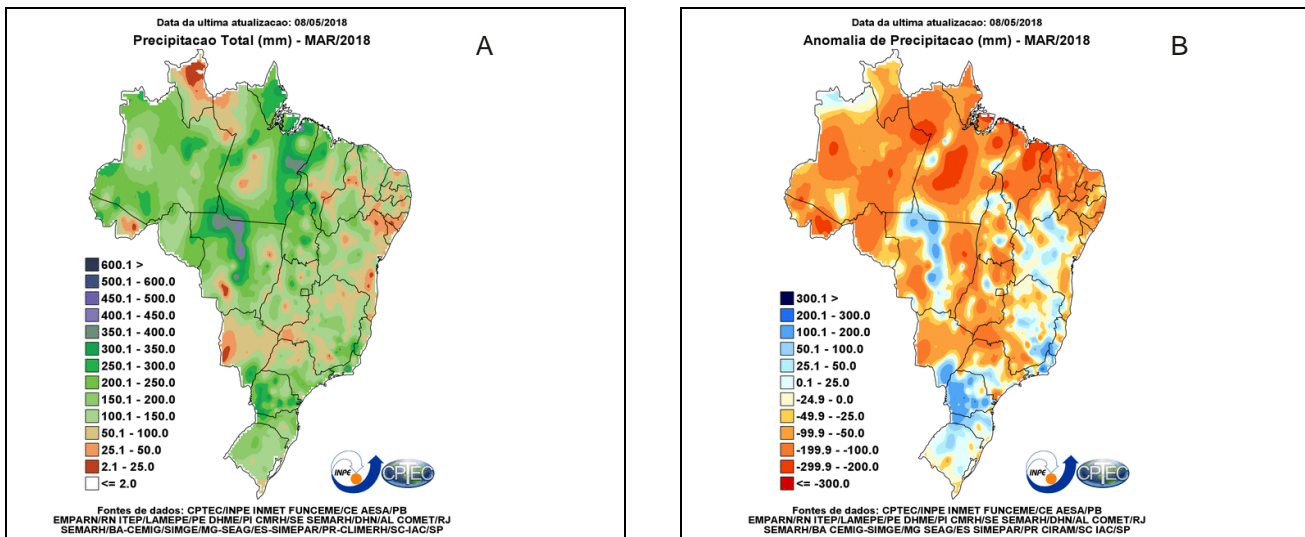 Data da ultima atualizacao: 08/05/2018
Precipitacao Total (mm) - MAR/2018
A
600.1 >
500.1 - 600.0
450.1 - 500.0
400.1 - 450.0
350.1 - 400.0
300.1 - 350.0
250.1 - 300.0
200.1 - 250.0
150.1 - 200.0
100.1 - 150.0
50.1 - 100.0
25.1 - 50.0
2.1 - 25.0
<= 2.0
INPE
CPTEC
Fontes de dados: CPTEC/INPE INMET FUNCEME/CE AESA/PB
EMPARN/RN ITEP/LAMEPE/PE DHME/PI CMRH/SE SEMARH/DHN/AL COMET/RJ
SEMARH/BA-CEMIG/SIMGE/MG-SEAG/ES-SIMEPAR/PR-CLIMERH/SC-IAC/SP
Data da ultima atualizacao: 08/05/2018
Anomalia de Precipitacao (mm) - MAR/2018
B
300.1 >
200.1 - 300.0
100.1 - 200.0
50.1 - 100.0
25.1 - 50.0
0.1 - 25.0
-24.9 - 0.0
-49.9 - -25.0
-99.9 - -50.0
-199.9 - -100.0
-299.9 - -200.0
<= -300.0
INPE
CPTEC
Fontes de dados: CPTEC/INPE INMET FUNCEME/CE AESA/PB
EMPARN/RN ITEP/LAMEPE/PE DHME/PI CMRH/SE SEMARH/DHN/AL COMET/RJ
SEMARH/BA CEMIG-SIMGE/MG SEAG/ES SIMEPAR/PR CIRAM/SC IAC/SP